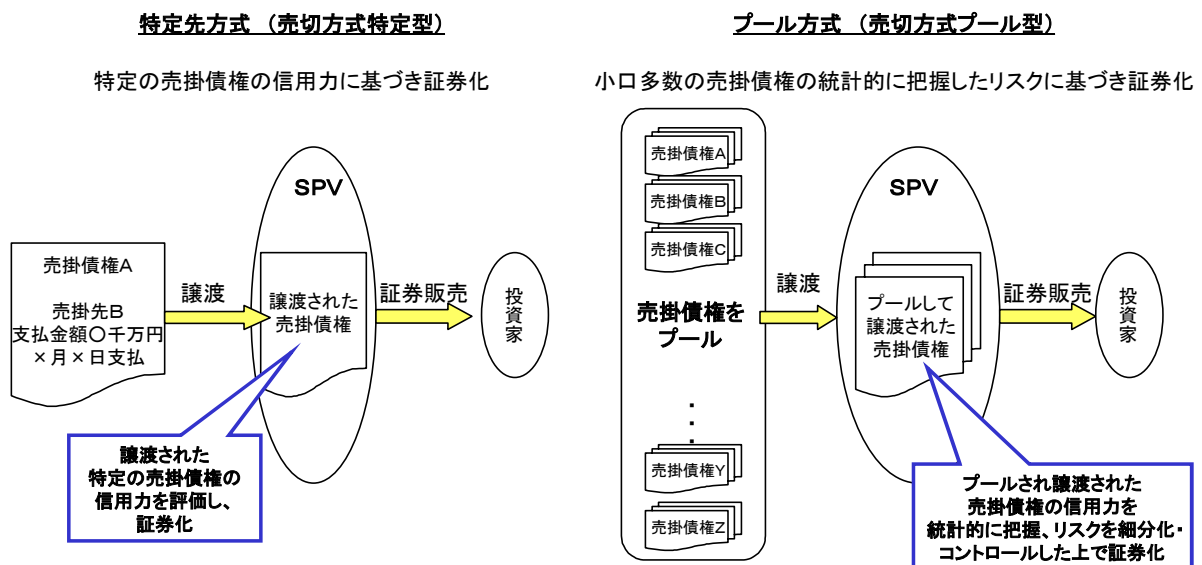 特定先方式 (売切方式特定型)
特定の売掛債権の信用力に基づき証券化
売掛債権A
売掛先B
支払金額〇千万円
×月×日支払
譲渡
SPV
譲渡された
売掛債権
証券販売
投資家
譲渡された
特定の売掛債権の
信用力を評価し、
証券化
プール方式 (売切方式プール型)
小口多数の売掛債権の統計的に把握したリスクに基づき証券化
売掛債権A
売掛債権B
売掛債権C
売掛債権を
プール
・
・
・
売掛債権Y
売掛債権Z
譲渡
SPV
プールして
譲渡された
売掛債権
証券販売
投資家
プールされ譲渡された
売掛債権の信用力を
統計的に把握、リスクを細分化・
コントロールした上で証券化